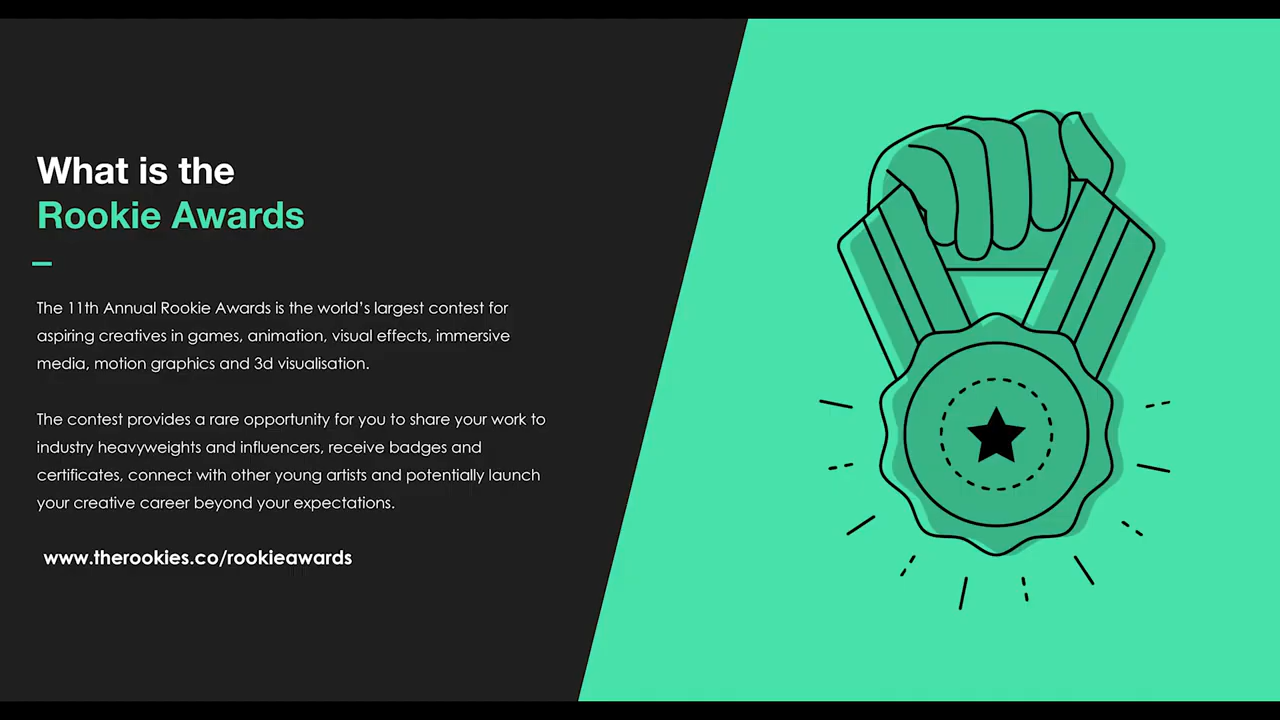 What is the
Rookie Awards
The 11th Annual Rookie Awards is the world's largest contest for
aspiring creatives in games, animation, visual effects, immersive
media, motion graphics and 3d visualisation.
The contest provides a rare opportunity for you to share your work to
industry heavyweights and influencers, receive badges and
certificates, connect with other young artists and potentially launch
your creative career beyond your expectations.
www.therookies.co/rookieawards